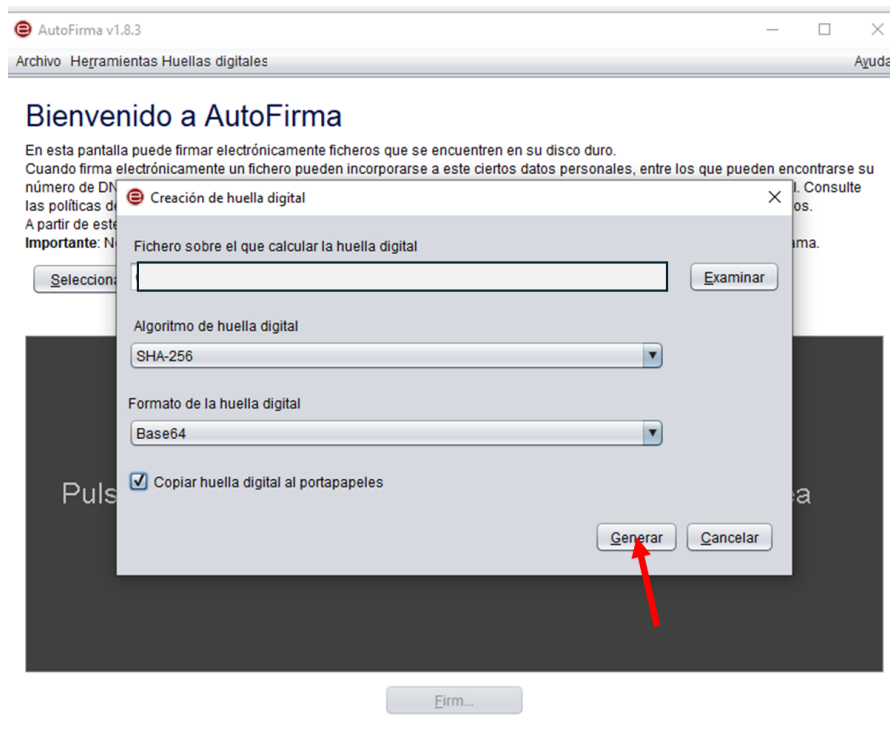 AutoFirma v1.8.3
Archivo Herramientas Huellas digitales Ayuda
Bienvenido a AutoFirma
En esta pantalla puede firmar electrónicamente ficheros que se encuentren en su disco duro.
Cuando firma electrónicamente un fichero pueden incorporarse a este ciertos datos personales, entre los que pueden encontrarse su
número de DN l. Consulte
las políticas de os.
A partir de este
Importante: N ama.
Selecciona
Creación de huella digital
Fichero sobre el que calcular la huella digital
Examinar
Algoritmo de huella digital
SHA-256
Formato de la huella digital
Base64
Copiar huella digital al portapapeles
Puls ea
Generar Cancelar
Firm...